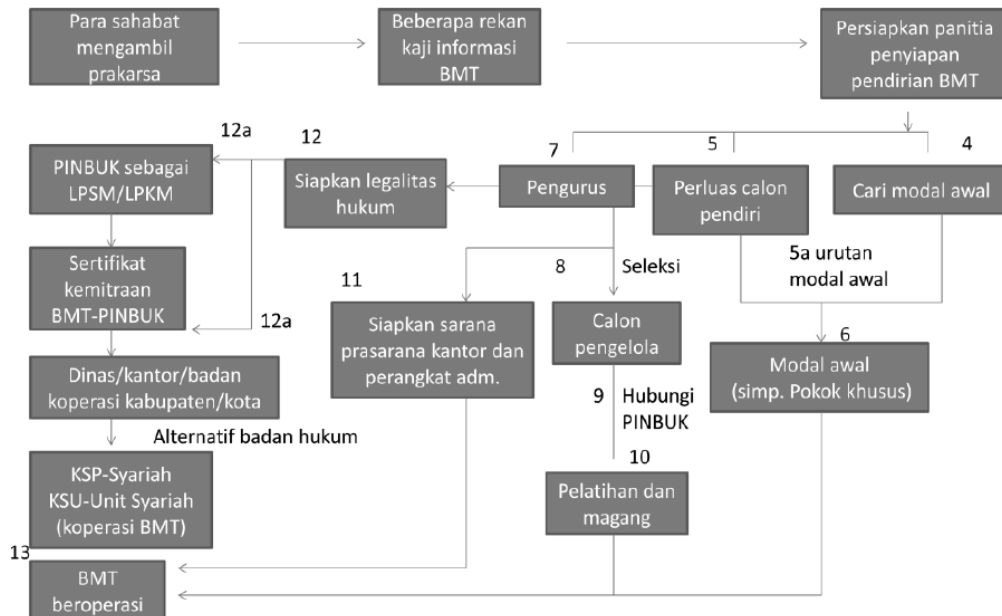 Para sahabat
mengambil
prakarsa
Beberapa rekan
kaji informasi
BMT
Persiapkan panitia
penyiapan
pendirian BMT
12a
12
7
5
4
PINBUK sebagai
LPSM/LPKM
Siapkan legalitas
hukum
Pengurus
Perluas calon
pendiri
Cari modal awal
5a urutan
modal awal
11
8
Seleksi
Sertifikat
kemitraan
BMT-PINBUK
12a
Siapkan sarana
prasarana kantor dan
perangkat adm.
Calon
pengelola
6
Modal awal
(simp. Pokok khusus)
Dinas/kantor/badan
koperasi kabupaten/kota
9
Hubungi
PINBUK
Alternatif badan hukum
10
KSP-Syariah
KSU-Unit Syariah
(koperasi BMT)
Pelatihan dan
magang
13
BMT
beroperasi